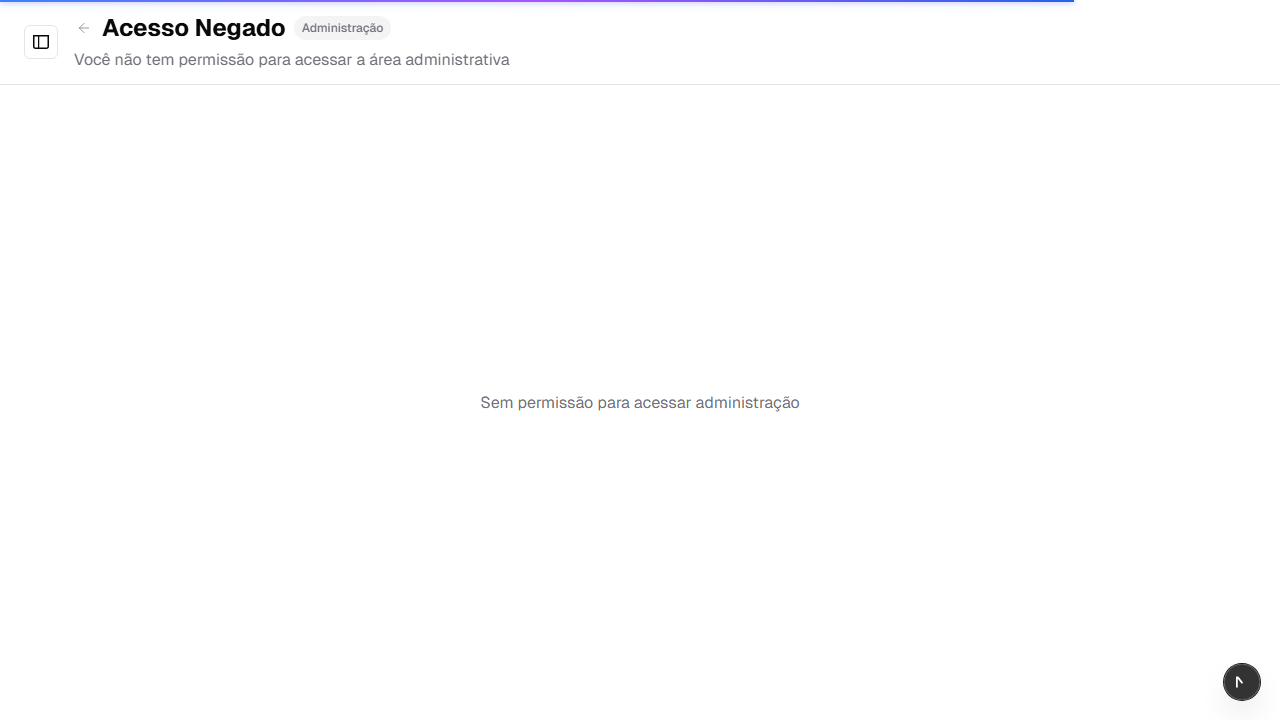 Acesso Negado
Administração
Você não tem permissão para acessar a área administrativa
Sem permissão para acessar administração